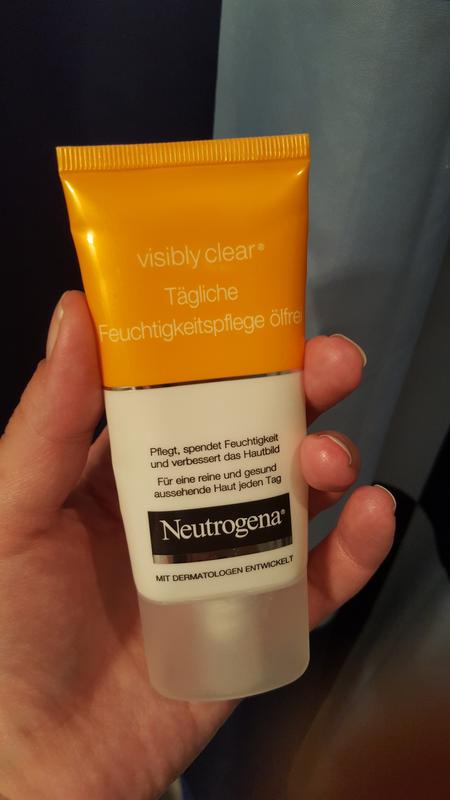 visibly clear®
Tägliche
Feuchtigkeitspflege ölfrei
Pflegt, spendet Feuchtigkeit
und verbessert das Hautbild
Für eine reine und gesund
aussehende Haut jeden Tag
Neutrogena®
MIT DERMATOLOGEN ENTWICKELT